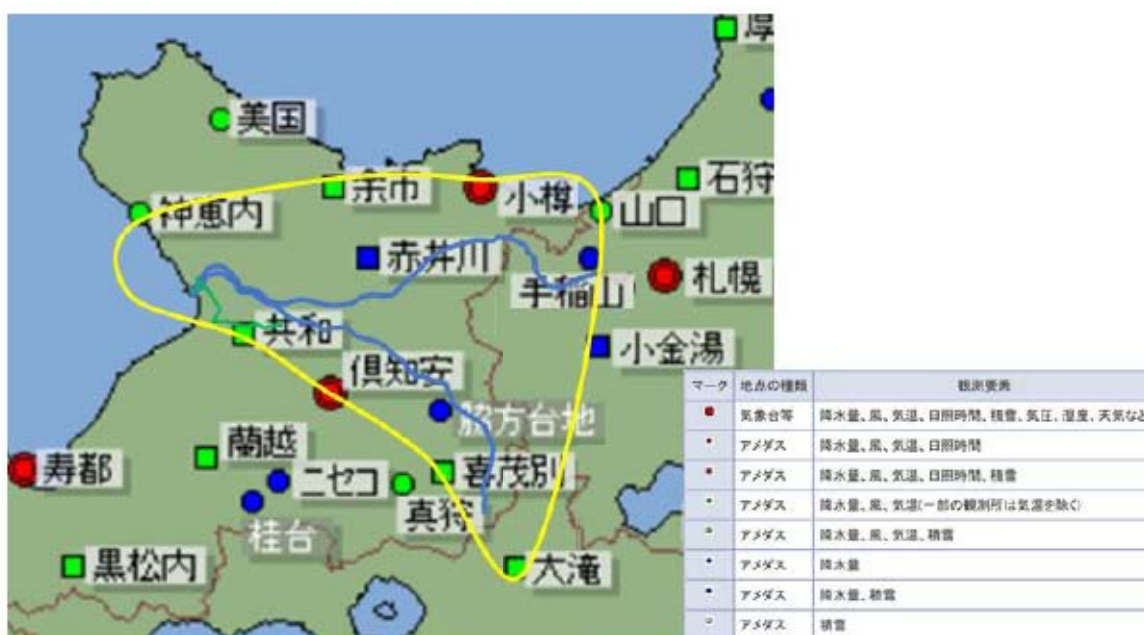 厚
美国
余市
小樽
石狩
神恵内
山口
赤井川
手稲山
札幌
共和
小金湯
倶知安
脇方台地
蘭越
喜茂別
寿都
ニセコ
真狩
桂台
黒松内
大滝
マーク 地点の種類 観測要素
気象台等 降水量、風、気温、日照時間、積雪、気圧、湿度、天気など
アメダス 降水量、風、気温、日照時間
アメダス 降水量、風、気温、日照時間、積雪
アメダス 降水量、風、気温(一部の観測所は気温を除く)
アメダス 降水量、風、気温、積雪
アメダス 降水量
アメダス 降水量、積雪
アメダス 積雪